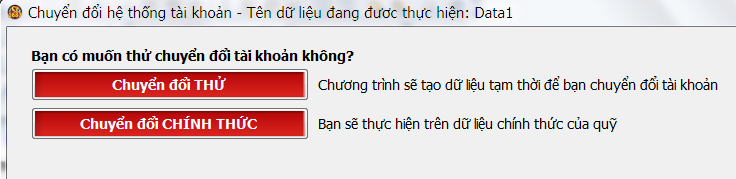 Chuyển đổi hệ thống tài khoản - Tên dữ liệu đang đươc thực hiện: Data1
Bạn có muốn thử chuyển đổi tài khoản không?
Chuyển đổi THỬ Chương trình sẽ tạo dữ liệu tạm thời để bạn chuyển đổi tài khoản
Chuyển đổi CHÍNH THỨC Bạn sẽ thực hiện trên dữ liệu chính thức của quỹ